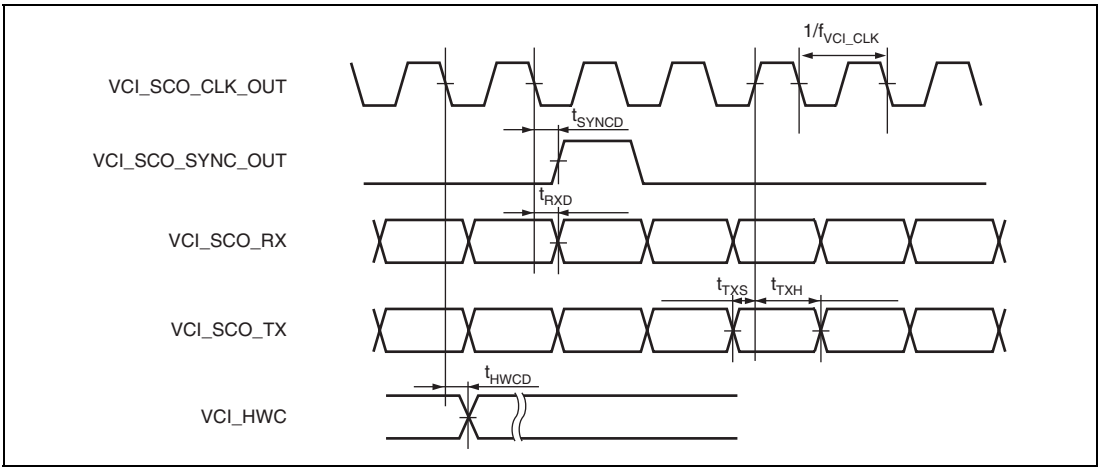 1/fVCI_CLK
VCI_SCO_CLK_OUT
tSYNCD
VCI_SCO_SYNC_OUT
tRXD
VCI_SCO_RX
tTXS tTXH
VCI_SCO_TX
tHWCD
VCI_HWC